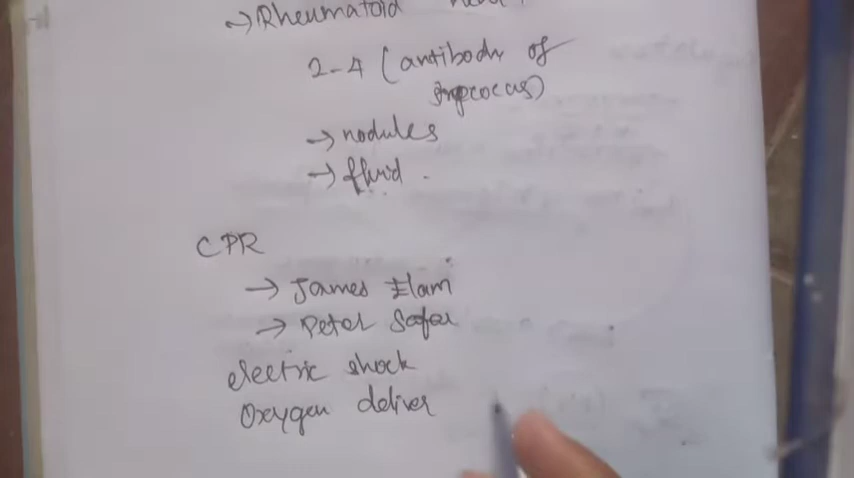 → Rheumatoid
2-4 (antibody of
→ nodules
→ fluid.
CPR
→ James Elam
→ Peter Safar
electric shock
Oxygen deliver